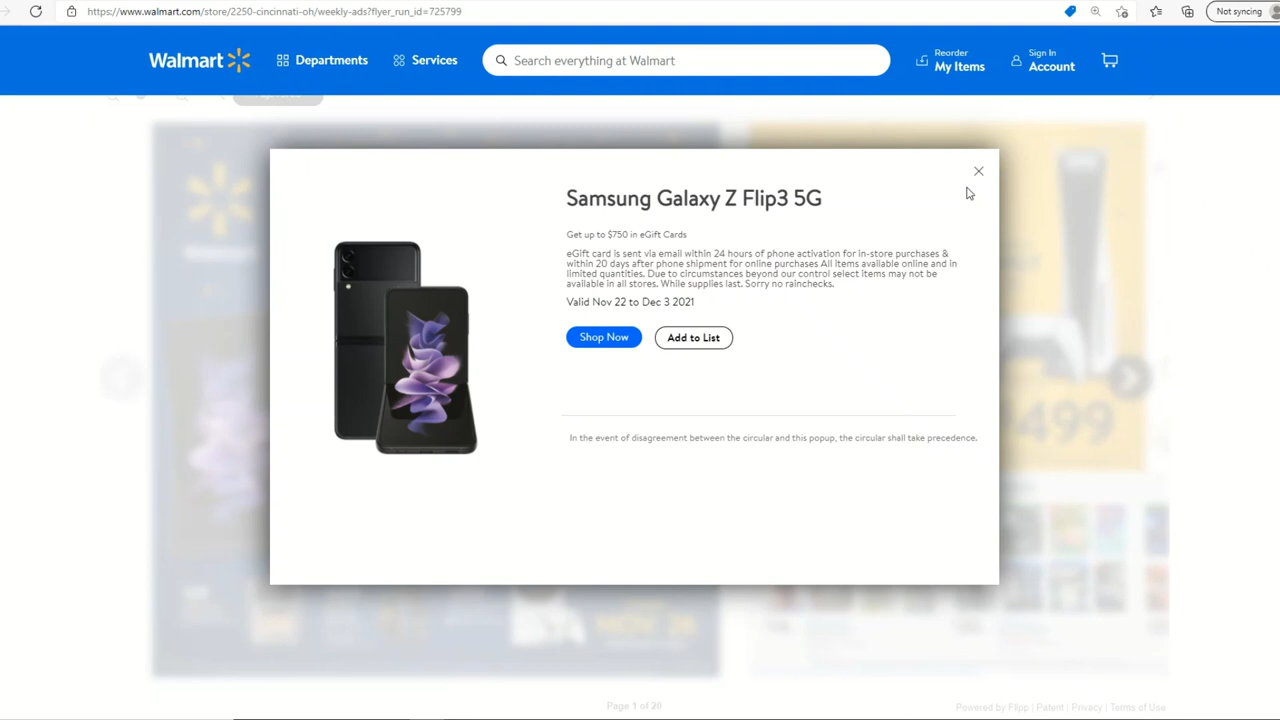 https://www.walmart.com/store/2250-cincinnati-oh/weekly-ads?flyer_run_id=725799
Not syncing
Walmart
Departments
Services
Search everything at Walmart
Reorder
My Items
Sign In
Account
Samsung Galaxy Z Flip3 5G
Get up to $750 in eGift Cards
eGift card is sent via email within 24 hours of phone activation for in-store purchases &
within 20 days after phone shipment for online purchases All items available online and in
limited quantities. Due to circumstances beyond our control select items may not be
available in all stores. While supplies last. Sorry no rainchecks.
Valid Nov 22 to Dec 3 2021
Shop Now
Add to List
$499
In the event of disagreement between the circular and this popup, the circular shall take precedence.
NOV 26
Page 1 of 20
Powered by Flipp | Patent | Privacy | Terms of Use